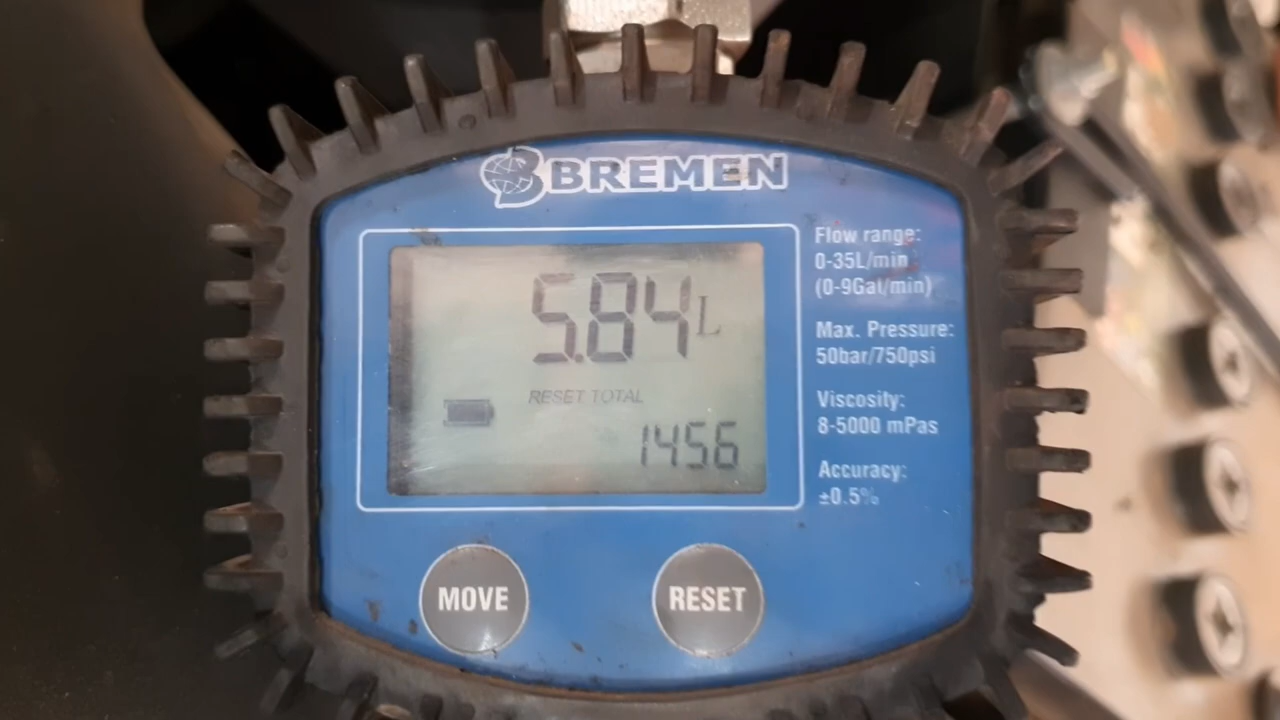 BREMEN
5.84 L
RESET TOTAL
1456
Flow range:
0-35L/min
(0-9Gal/min)
Max. Pressure:
50bar/750psi
Viscosity:
8-5000 mPas
Accuracy:
±0.5%
MOVE
RESET